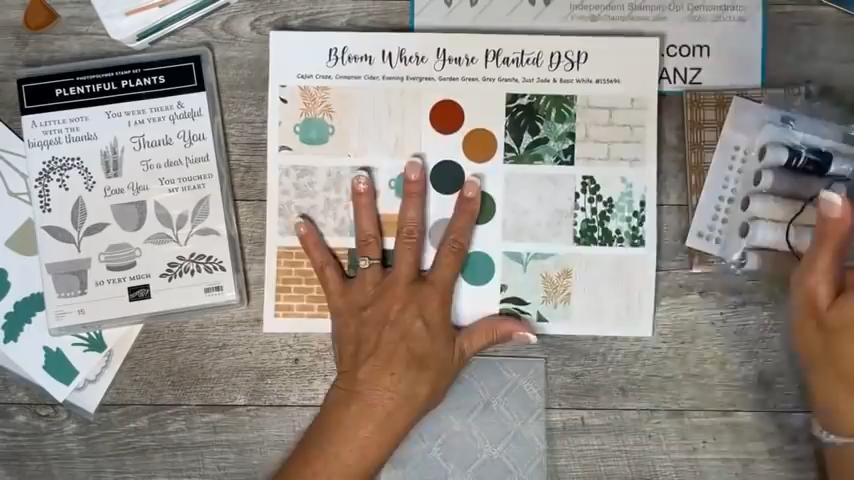 Independent Stampin' Up! Demonstrator
.com
ANZ
Bloom Where You're Planted DSP
Cajun Craze, Cinnamon Cider, Evening Evergreen, Garden Green, Grey Granite, Just Jade & Basic White #155694
PHOTOPOLYMER STAMP SET
PLENTIFUL PLANTS
A LITTLE NOTE
WITH THE
biggest thanks
YOU WERE THERE &
I AM VERY GRATEFUL
Thank You
To a dear friend
Love You
YOU TOUCHED
MY HEART
SO VERY MUCH
15